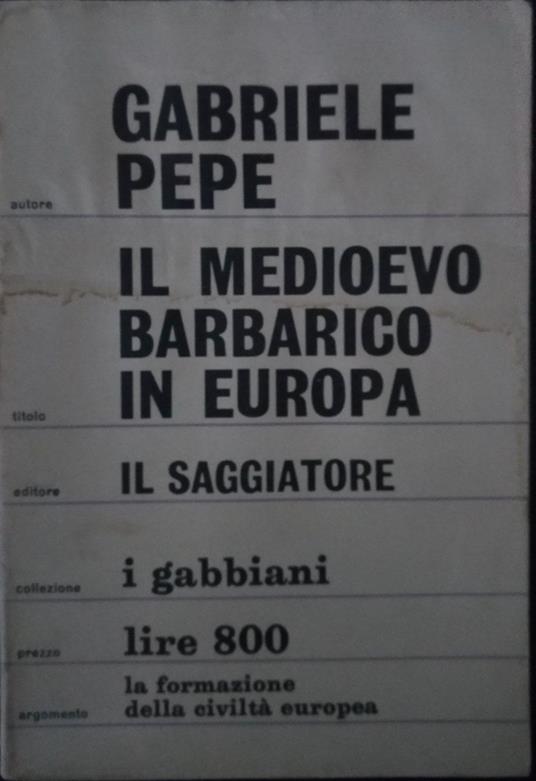 GABRIELE
autore PEPE
IL MEDIOEVO
BARBARICO
titolo IN EUROPA
editore IL SAGGIATORE
collezione i gabbiani
prezzo lire 800
la formazione
argomento della civiltà europea